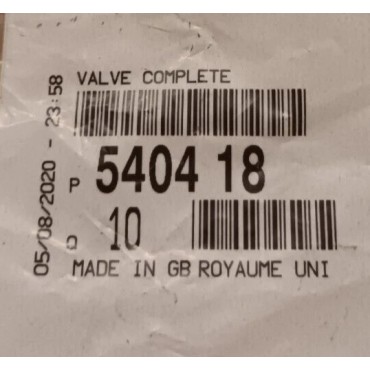 VALVE COMPLETE
P 5404 18
Q 10
MADE IN GB ROYAUME UNI
05/08/2020 - 23:58